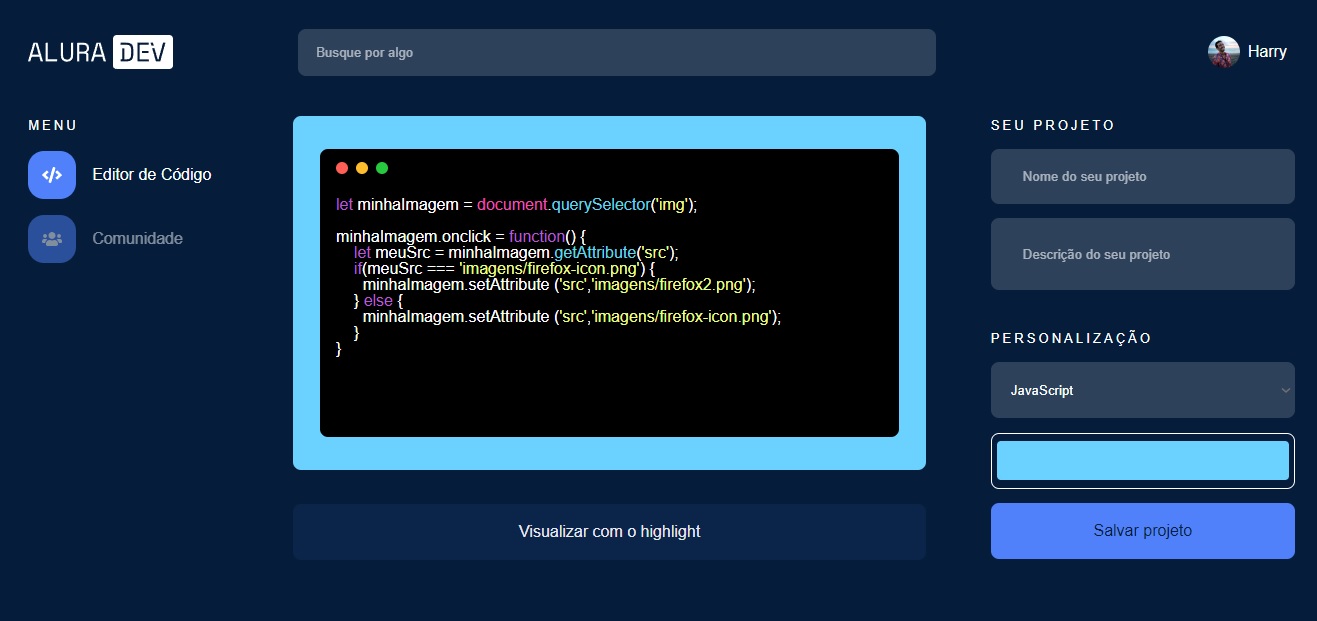 ALURA DEV
Busque por algo
Harry
MENU
Editor de Código
Comunidade
let minhaImagem = document.querySelector('img');
minhaImagem.onclick = function() {
    let meuSrc = minhaImagem.getAttribute('src');
    if(meuSrc === 'imagens/firefox-icon.png') {
      minhaImagem.setAttribute ('src','imagens/firefox2.png');
    } else {
      minhaImagem.setAttribute ('src','imagens/firefox-icon.png');
    }
}
Visualizar com o highlight
SEU PROJETO
Nome do seu projeto
Descrição do seu projeto
PERSONALIZAÇÃO
JavaScript
Salvar projeto